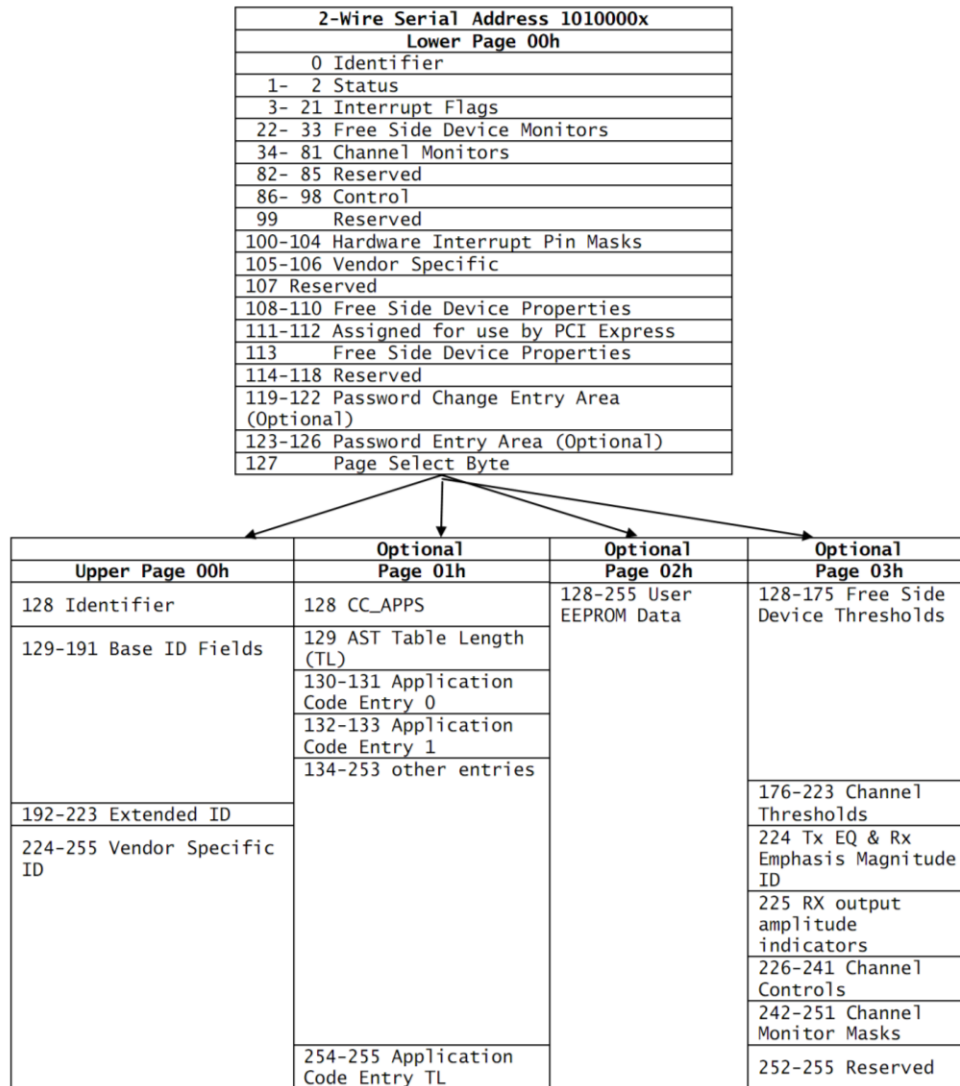 2-Wire Serial Address 1010000x
Lower Page 00h
0 Identifier
1- 2 Status
3- 21 Interrupt Flags
22- 33 Free Side Device Monitors
34- 81 Channel Monitors
82- 85 Reserved
86- 98 Control
99 Reserved
100-104 Hardware Interrupt Pin Masks
105-106 Vendor Specific
107 Reserved
108-110 Free Side Device Properties
111-112 Assigned for use by PCI Express
113 Free Side Device Properties
114-118 Reserved
119-122 Password Change Entry Area
(Optional)
123-126 Password Entry Area (Optional)
127 Page Select Byte
Upper Page 00h
128 Identifier
129-191 Base ID Fields
192-223 Extended ID
224-255 Vendor Specific
ID
Optional
Page 01h
128 CC_APPS
129 AST Table Length
(TL)
130-131 Application
Code Entry 0
132-133 Application
Code Entry 1
134-253 other entries
254-255 Application
Code Entry TL
Optional
Page 02h
128-255 User
EEPROM Data
Optional
Page 03h
128-175 Free Side
Device Thresholds
176-223 Channel
Thresholds
224 Tx EQ & Rx
Emphasis Magnitude
ID
225 RX output
amplitude
indicators
226-241 Channel
Controls
242-251 Channel
Monitor Masks
252-255 Reserved